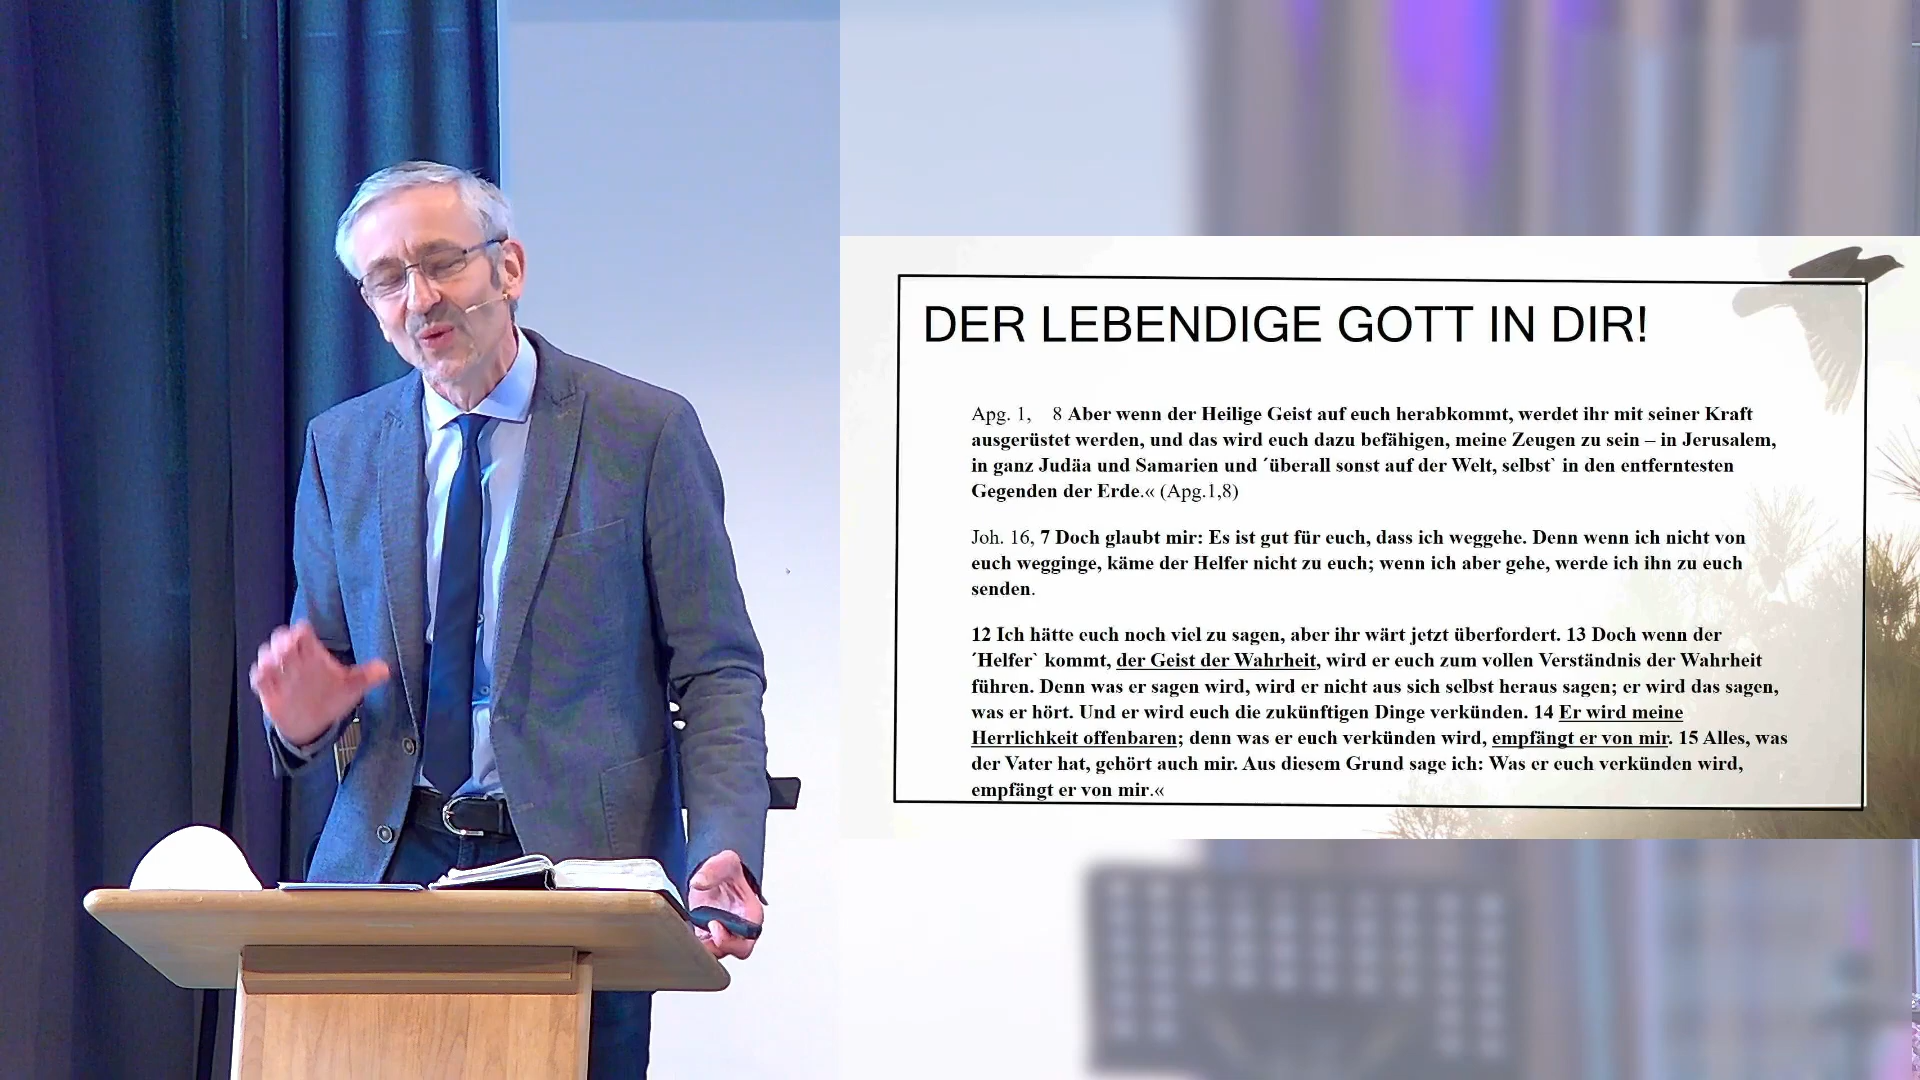 DER LEBENDIGE GOTT IN DIR!
Apg. 1, 8 Aber wenn der Heilige Geist auf euch herabkommt, werdet ihr mit seiner Kraft
ausgerüstet werden, und das wird euch dazu befähigen, meine Zeugen zu sein – in Jerusalem,
in ganz Judäa und Samarien und ´überall sonst auf der Welt, selbst` in den entferntesten
Gegenden der Erde.« (Apg.1,8)
Joh. 16, 7 Doch glaubt mir: Es ist gut für euch, dass ich weggehe. Denn wenn ich nicht von
euch wegginge, käme der Helfer nicht zu euch; wenn ich aber gehe, werde ich ihn zu euch
senden.
12 Ich hätte euch noch viel zu sagen, aber ihr wärt jetzt überfordert. 13 Doch wenn der
´Helfer` kommt, der Geist der Wahrheit, wird er euch zum vollen Verständnis der Wahrheit
führen. Denn was er sagen wird, wird er nicht aus sich selbst heraus sagen; er wird das sagen,
was er hört. Und er wird euch die zukünftigen Dinge verkünden. 14 Er wird meine
Herrlichkeit offenbaren; denn was er euch verkünden wird, empfängt er von mir. 15 Alles, was
der Vater hat, gehört auch mir. Aus diesem Grund sage ich: Was er euch verkünden wird,
empfängt er von mir.«